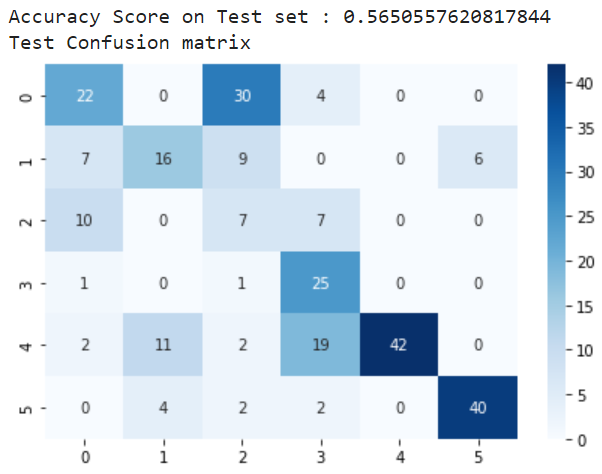 Accuracy Score on Test set : 0.5650557620817844
Test Confusion matrix
0 22 0 30 4 0 0
1 7 16 9 0 0 6
2 10 0 7 7 0 0
3 1 0 1 25 0 0
4 2 11 2 19 42 0
5 0 4 2 2 0 40
0 1 2 3 4 5
40
35
30
25
20
15
10
5
0